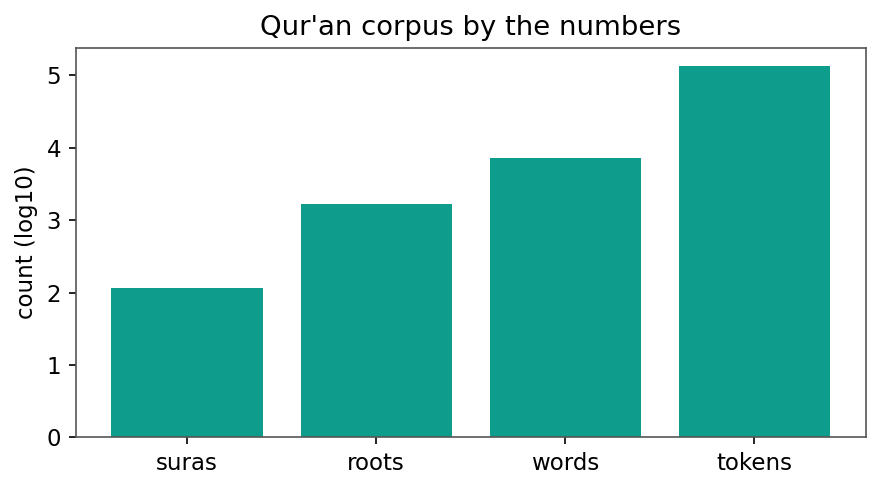 Qur'an corpus by the numbers
count (log10)
5
4
3
2
1
0
suras roots words tokens